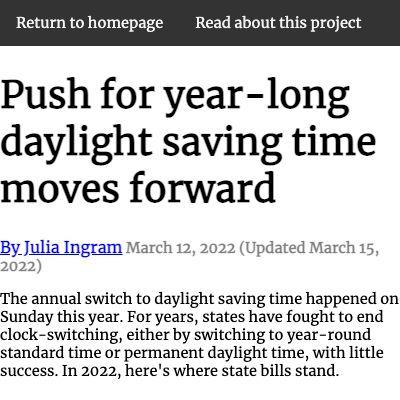 Return to homepage Read about this project
Push for year-long
daylight saving time
moves forward
By Julia Ingram March 12, 2022 (Updated March 15,
2022)
The annual switch to daylight saving time happened on
Sunday this year. For years, states have fought to end
clock-switching, either by switching to year-round
standard time or permanent daylight time, with little
success. In 2022, here's where state bills stand.